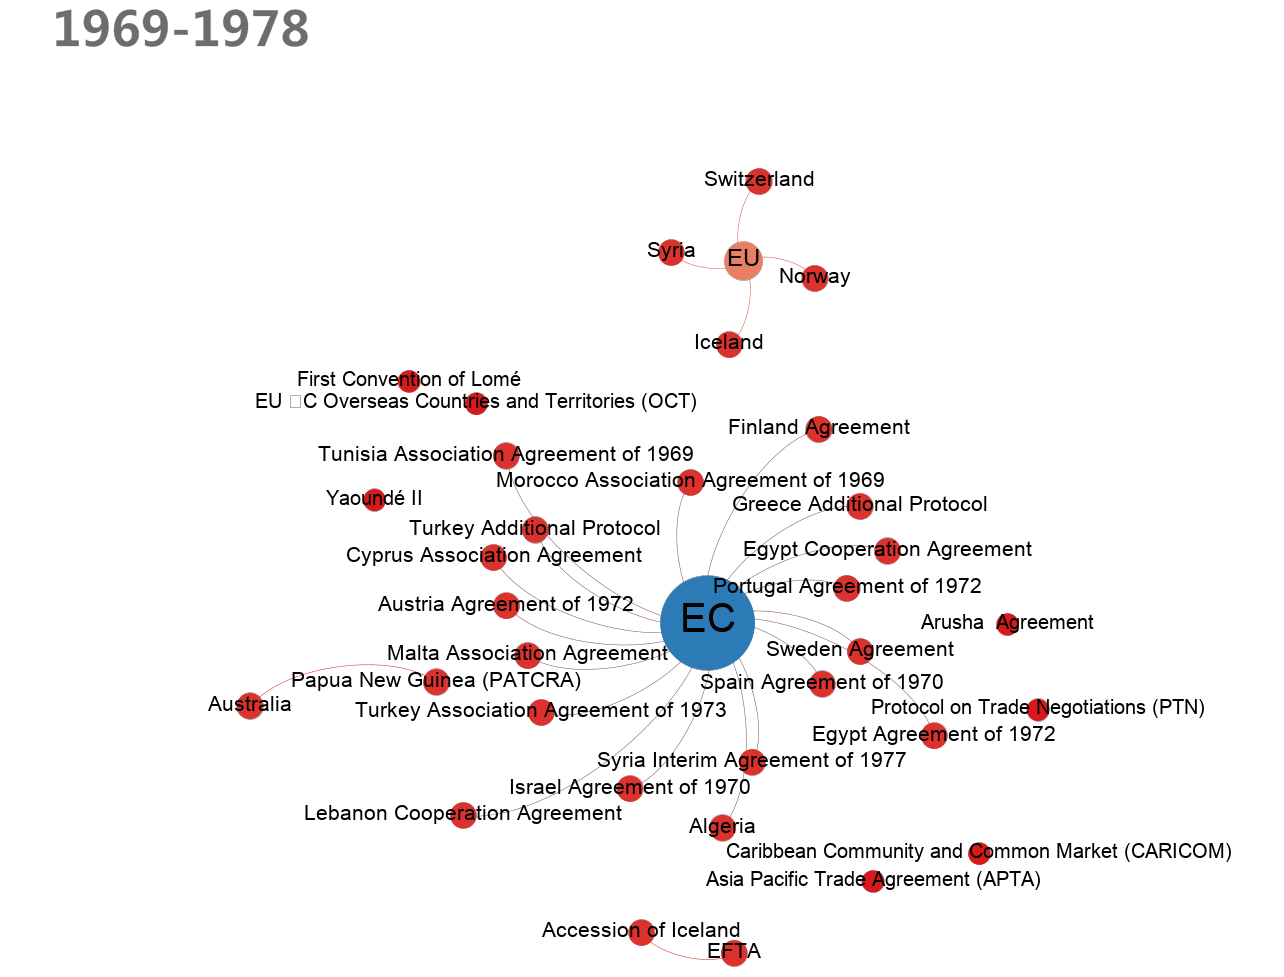 1969-1978
Switzerland
Syria
EU
Norway
Iceland
First Convention of Lomé
EU □C Overseas Countries and Territories (OCT)
Finland Agreement
Tunisia Association Agreement of 1969
Morocco Association Agreement of 1969
Yaoundé II
Greece Additional Protocol
Turkey Additional Protocol
Egypt Cooperation Agreement
Cyprus Association Agreement
Portugal Agreement of 1972
Austria Agreement of 1972
EC
Arusha  Agreement
Malta Association Agreement
Sweden Agreement
Papua New Guinea (PATCRA)
Spain Agreement of 1970
Australia
Turkey Association Agreement of 1973
Protocol on Trade Negotiations (PTN)
Egypt Agreement of 1972
Syria Interim Agreement of 1977
Israel Agreement of 1970
Lebanon Cooperation Agreement
Algeria
Caribbean Community and Common Market (CARICOM)
Asia Pacific Trade Agreement (APTA)
Accession of Iceland
EFTA